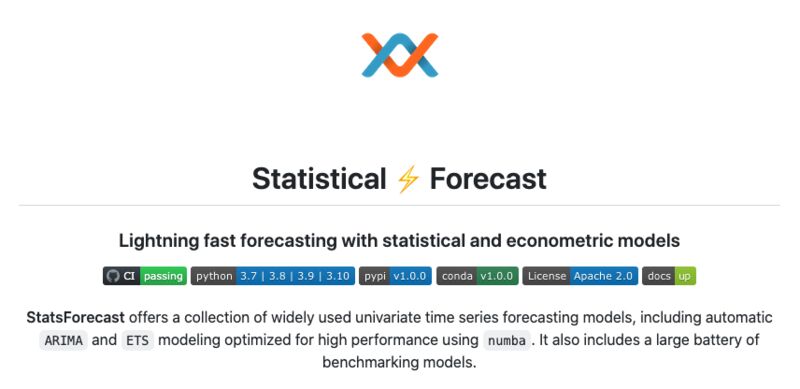 Statistical ⚡ Forecast
Lightning fast forecasting with statistical and econometric models
CI passing python 3.7 | 3.8 | 3.9 | 3.10 pypi v1.0.0 conda v1.0.0 License Apache 2.0 docs up
StatsForecast offers a collection of widely used univariate time series forecasting models, including automatic
ARIMA and ETS modeling optimized for high performance using numba. It also includes a large battery of
benchmarking models.